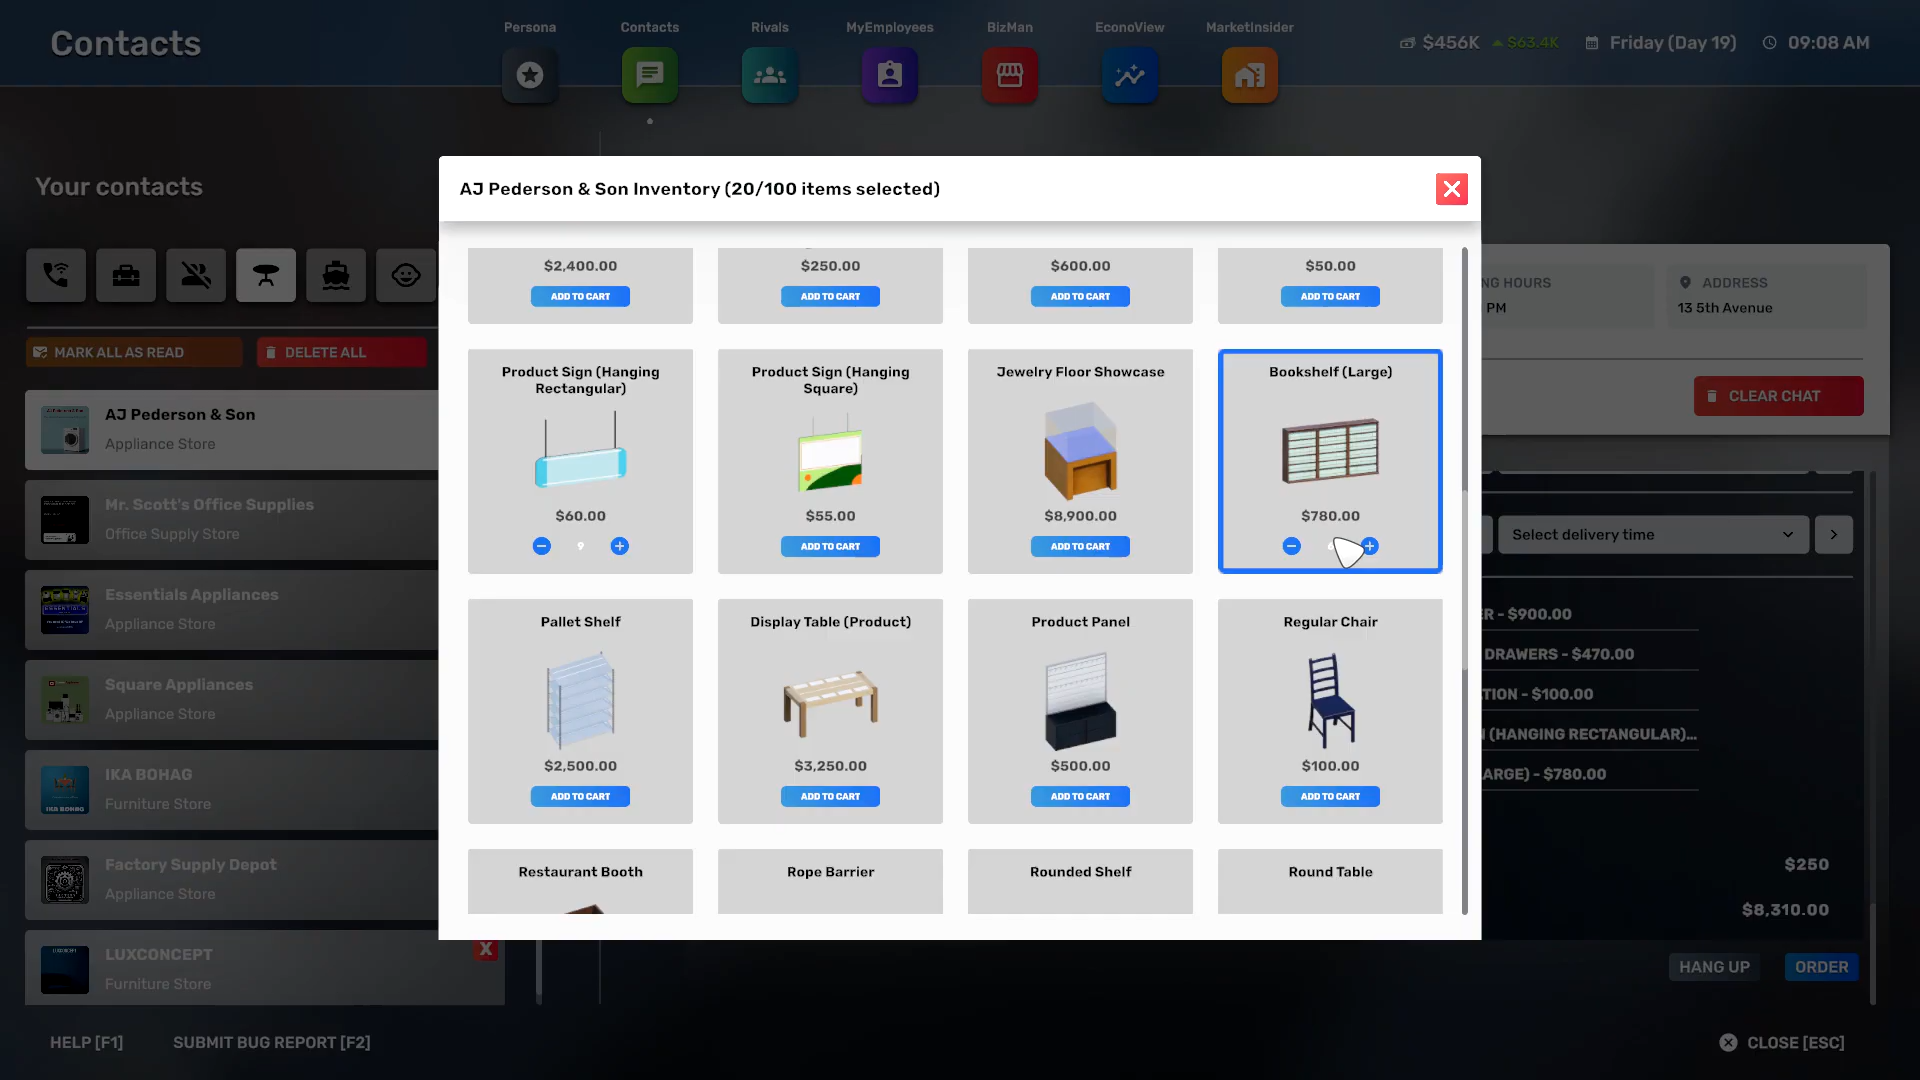 Contacts
Persona
Contacts
Rivals
MyEmployees
BizMan
EconoView
MarketInsider
$456K
$63.4K
Friday (Day 19)
09:08 AM
Your contacts
AJ Pederson & Son Inventory (20/100 items selected)
$2,400.00
$250.00
$600.00
$50.00
ADD TO CART
ADD TO CART
ADD TO CART
ADD TO CART
NG HOURS
PM
ADDRESS
13 5th Avenue
MARK ALL AS READ
DELETE ALL
CLEAR CHAT
AJ Pederson & Son
Appliance Store
Mr. Scott's Office Supplies
Office Supply Store
Essentials Appliances
Appliance Store
Square Appliances
Appliance Store
IKA BOHAG
Furniture Store
IKA BOHAG
Factory Supply Depot
Appliance Store
LUXCONCEPT
Furniture Store
X
Product Sign (Hanging
Rectangular)
$60.00
9
Product Sign (Hanging
Square)
$55.00
ADD TO CART
Jewelry Floor Showcase
$8,900.00
ADD TO CART
Bookshelf (Large)
$780.00
Pallet Shelf
$2,500.00
ADD TO CART
Display Table (Product)
$3,250.00
ADD TO CART
Product Panel
$500.00
ADD TO CART
Regular Chair
$100.00
ADD TO CART
Restaurant Booth
Rope Barrier
Rounded Shelf
Round Table
Select delivery time
ER - $900.00
DRAWERS - $470.00
TION - $100.00
(HANGING RECTANGULAR)...
ARGE) - $780.00
$250
$8,310.00
HANG UP
ORDER
HELP [F1]
SUBMIT BUG REPORT [F2]
CLOSE [ESC]